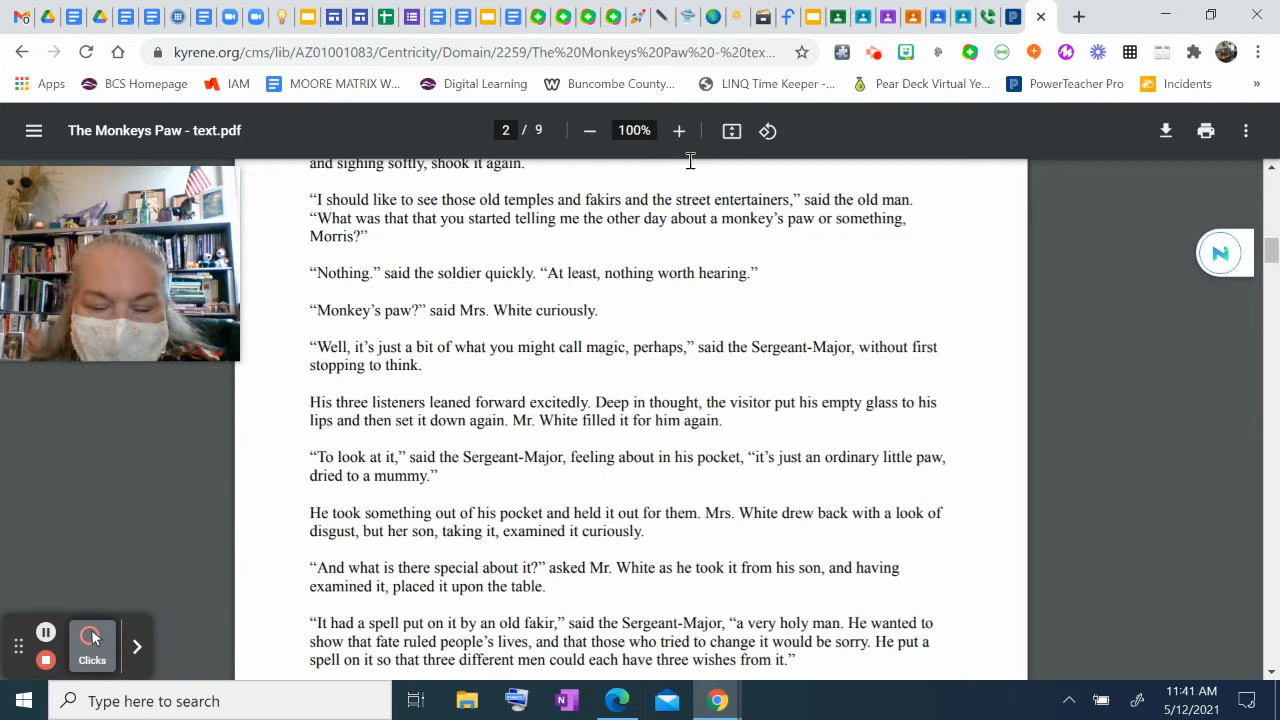 kyrene.org/cms/lib/AZ01001083/Centricity/Domain/2259/The%20Monkeys%20Paw%20-%20tex...
Apps BCS Homepage IAM MOORE MATRIX W... Digital Learning Buncombe County... LINQ Time Keeper -... Pear Deck Virtual Ye... PowerTeacher Pro Incidents »
The Monkeys Paw - text.pdf 2 / 9 100%
and sighing softly, shook it again.
“I should like to see those old temples and fakirs and the street entertainers,” said the old man.
“What was that that you started telling me the other day about a monkey’s paw or something,
Morris?”
“Nothing.” said the soldier quickly. “At least, nothing worth hearing.”
“Monkey’s paw?” said Mrs. White curiously.
“Well, it’s just a bit of what you might call magic, perhaps,” said the Sergeant-Major, without first
stopping to think.
His three listeners leaned forward excitedly. Deep in thought, the visitor put his empty glass to his
lips and then set it down again. Mr. White filled it for him again.
“To look at it,” said the Sergeant-Major, feeling about in his pocket, “it’s just an ordinary little paw,
dried to a mummy.”
He took something out of his pocket and held it out for them. Mrs. White drew back with a look of
disgust, but her son, taking it, examined it curiously.
“And what is there special about it?” asked Mr. White as he took it from his son, and having
examined it, placed it upon the table.
“It had a spell put on it by an old fakir,” said the Sergeant-Major, “a very holy man. He wanted to
show that fate ruled people’s lives, and that those who tried to change it would be sorry. He put a
spell on it so that three different men could each have three wishes from it.”
Clicks
Type here to search
11:41 AM
5/12/2021